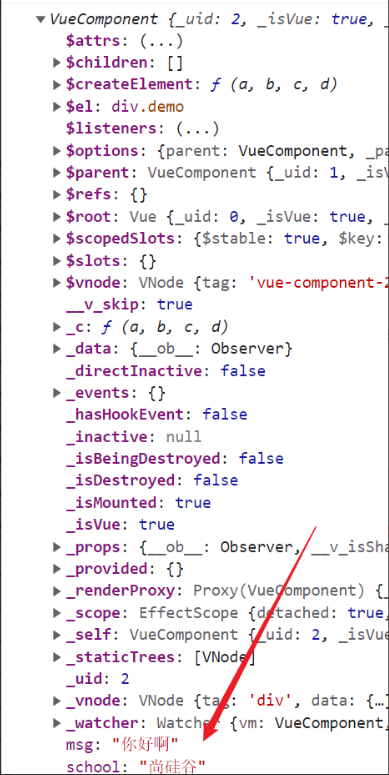 ▼VueComponent {_uid: 2, _isVue: true, _
$attrs: (...)
▶$children: []
▶$createElement: ƒ (a, b, c, d)
▶$el: div.demo
$listeners: (...)
▶$options: {parent: VueComponent, _pa
▶$parent: VueComponent {_uid: 1, _isV
▶$refs: {}
▶$root: Vue {_uid: 0, _isVue: true, _
▶$scopedSlots: {$stable: true, $key:
▶$slots: {}
▶$vnode: VNode {tag: 'vue-component-2
__v_skip: true
▶_c: ƒ (a, b, c, d)
▶_data: {__ob__: Observer}
_directInactive: false
▶_events: {}
_hasHookEvent: false
_inactive: null
_isBeingDestroyed: false
_isDestroyed: false
_isMounted: true
_isVue: true
▶_props: {__ob__: Observer, __v_isSha
▶_provided: {}
▶_renderProxy: Proxy(VueComponent) {_
▶_scope: EffectScope {detached: true,
▶_self: VueComponent {_uid: 2, _isVue
▶_staticTrees: [VNode]
_uid: 2
▶_vnode: VNode {tag: 'div', data: {…}
▶_watcher: Watcher {vm: VueComponent,
msg: "你好啊"
school: "尚硅谷"